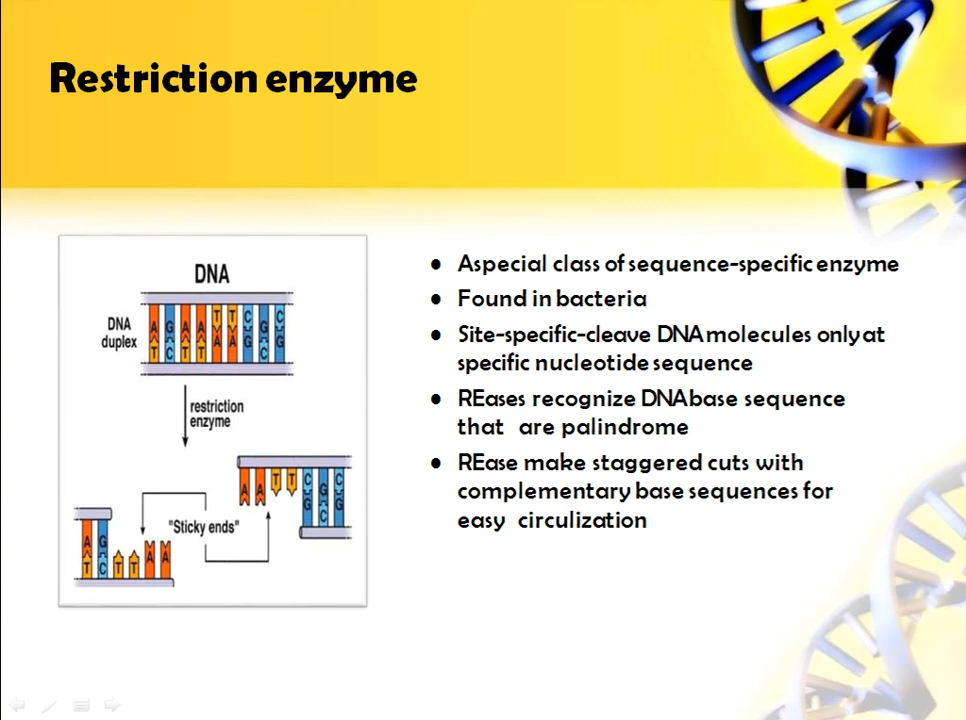 Restriction enzyme
DNA
DNA
duplex
A G A A T T C G C
T C T T A A G C G
restriction
enzyme
"Sticky ends"
A A T T C G C
G C G
A G
T C T T A A
● Aspecial class of sequence-specific enzyme
● Found in bacteria
● Site-specific-cleave DNA molecules only at
specific nucleotide sequence
● REases recognize DNA base sequence
that are palindrome
● REase make staggered cuts with
complementary base sequences for
easy circulization